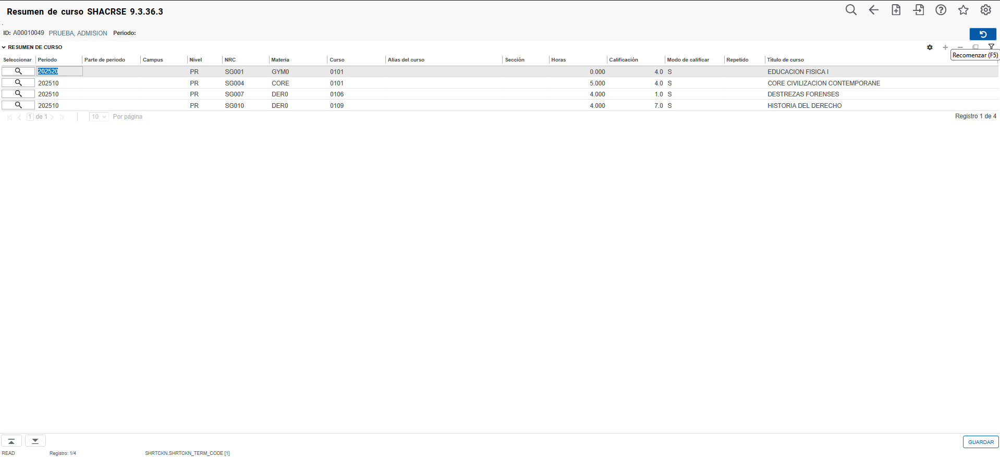 Resumen de curso SHACRSE 9.3.36.3
ID: A00010049 PRUEBA, ADMISION Periodo:
RESUMEN DE CURSO
Recomenzar (F5)
Seleccionar Periodo Parte de periodo Campus Nivel NRC Materia Curso Alias del curso Sección Horas Calificación Modo de calificar Repetido Título de curso
202520 PR SG001 GYM0 0101 0.000 4.0 S EDUCACION FISICA I
202510 PR SG004 CORE 0101 5.000 4.0 S CORE CIVILIZACION CONTEMPORANE
202510 PR SG007 DER0 0106 4.000 1.0 S DESTREZAS FORENSES
202510 PR SG010 DER0 0109 4.000 7.0 S HISTORIA DEL DERECHO
1 de 1 10 Por página Registro 1 de 4
GUARDAR
READ Registro: 1/4 SHRTCKN.SHRTCKN_TERM_CODE [1]